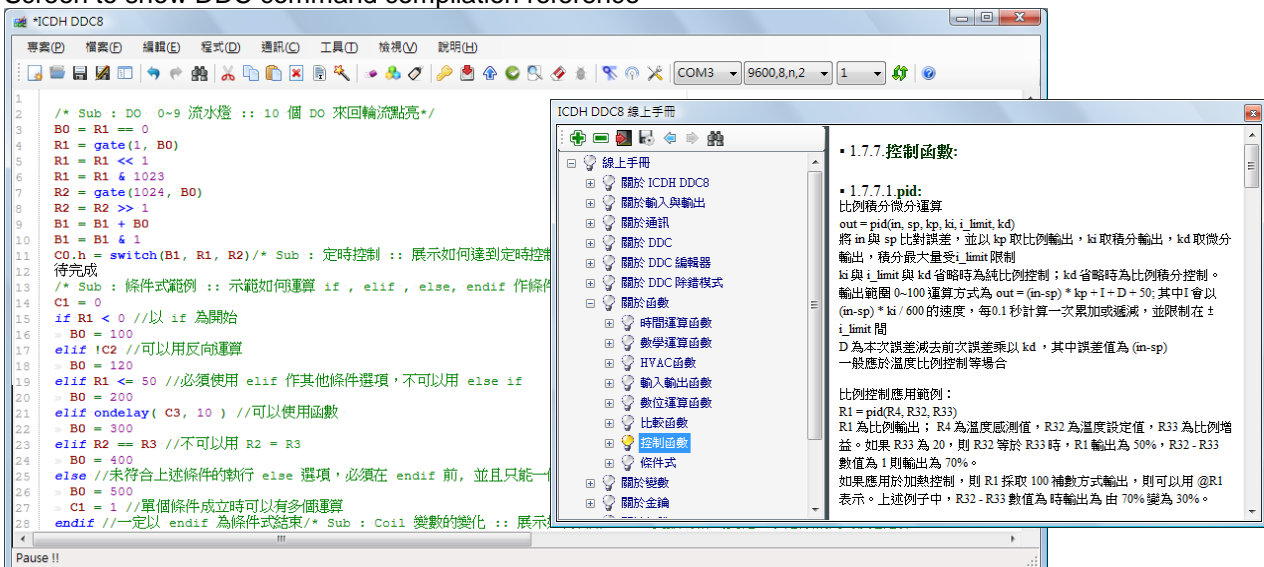 Screen to show DDC command compilation reference
*ICDH DDC8
專案(P) 檔案(F) 編輯(E) 程式(D) 通訊(C) 工具(T) 檢視(V) 說明(H)
COM3 9600,8,n,2 1
1
2 /* Sub : DO 0~9 流水燈 :: 10 個 DO 來回輪流點亮*/
3 B0 = R1 == 0
4 R1 = gate(1, B0)
5 R1 = R1 << 1
6 R1 = R1 & 1023
7 R2 = gate(1024, B0)
8 R2 = R2 >> 1
9 B1 = B1 + B0
10 B1 = B1 & 1
11 C0.h = switch(B1, R1, R2)/* Sub : 定時控制 :: 展示如何達到定時控制
12 待完成
13 /* Sub : 條件式範例 :: 示範如何運算 if , elif , else, endif 作條件
14 C1 = 0
15 if R1 < 0 //以 if 為開始
16 » B0 = 100
17 elif !C2 //可以用反向運算
18 » B0 = 120
19 elif R1 <= 50 //必須使用 elif 作其他條件選項，不可以用 else if
20 » B0 = 200
21 elif ondelay( C3, 10 ) //可以使用函數
22 » B0 = 300
23 elif R2 == R3 //不可以用 R2 = R3
24 » B0 = 400
25 else //未符合上述條件的執行 else 選項，必須在 endif 前, 並且只能一
26 » B0 = 500
27 » C1 = 1 //單個條件成立時可以有多個運算
28 endif //一定以 endif 為條件式結束/* Sub : Coil 變數的變化 :: 展示
Pause !!
ICDH DDC8 線上手冊
線上手冊
關於 ICDH DDC8
關於輸入與輸出
關於通訊
關於 DDC
關於 DDC 編輯器
關於 DDC 除錯模式
關於函數
時間運算函數
數學運算函數
HVAC函數
輸入輸出函數
數位運算函數
比較函數
控制函數
條件式
關於變數
關於金鑰
▪ 1.7.7.控制函數:
▪ 1.7.7.1.pid:
比例積分微分運算
out = pid(in, sp, kp, ki, i_limit, kd)
將 in 與 sp 比對誤差，並以 kp 取比例輸出，ki 取積分輸出，kd 取微分
輸出，積分最大量受i_limit 限制
ki 與 i_limit 與 kd 省略時為純比例控制；kd 省略時為比例積分控制。
輸出範圍 0~100 運算方式為 out = (in-sp) * kp + I + D + 50; 其中I 會以
(in-sp) * ki / 600 的速度，每0.1 秒計算一次累加或遞減，並限制在 ±
i_limit 間
D 為本次誤差減去前次誤差乘以 kd ，其中誤差值為 (in-sp)
一般應於溫度比例控制等場合
比例控制應用範例：
R1 = pid(R4, R32, R33)
R1 為比例輸出； R4 為溫度感測值，R32 為溫度設定值，R33 為比例增
益。如果 R33 為 20，則 R32 等於 R33 時，R1 輸出為 50%，R32 - R33
數值為 1 則輸出為 70%。
如果應用於加熱控制，則 R1 採取 100 補數方式輸出，則可以用 @R1
表示。上述例子中，R32 - R33 數值為 時輸出為 由 70% 變為 30%。